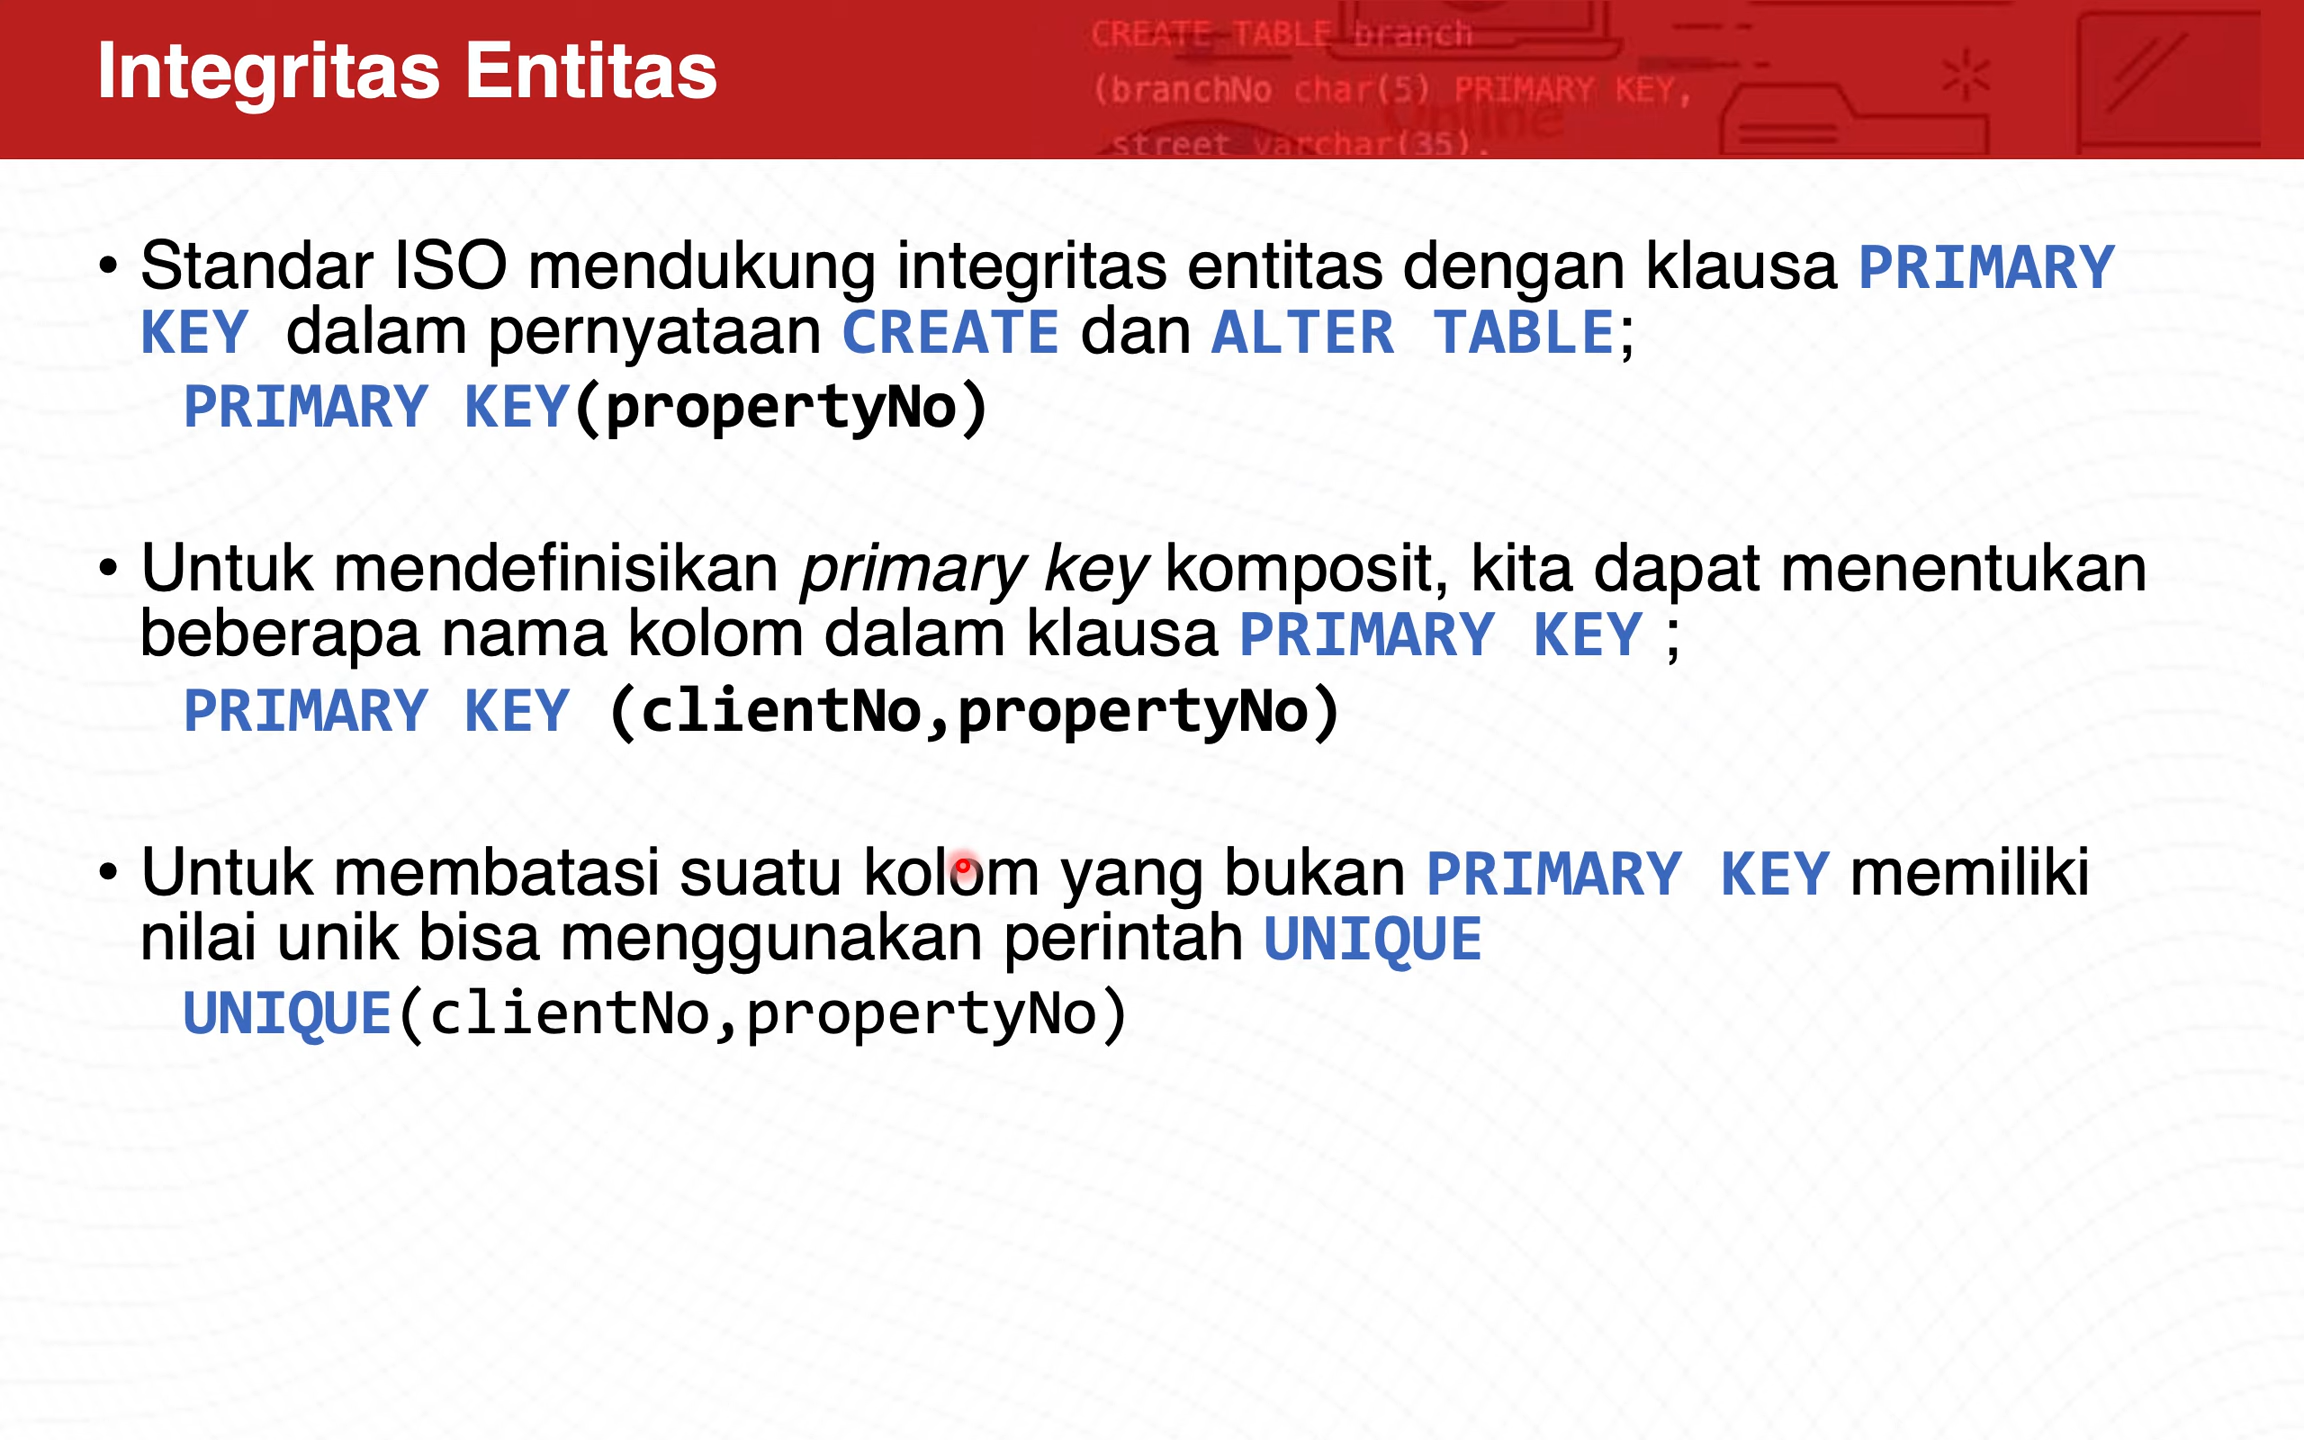 Integritas Entitas
CREATE TABLE branch
(branchNo char(5) PRIMARY KEY,
Online
street varchar(35).
• Standar ISO mendukung integritas entitas dengan klausa PRIMARY
KEY dalam pernyataan CREATE dan ALTER TABLE;
PRIMARY KEY(propertyNo)
• Untuk mendefinisikan primary key komposit, kita dapat menentukan
beberapa nama kolom dalam klausa PRIMARY KEY ;
PRIMARY KEY (clientNo,propertyNo)
• Untuk membatasi suatu kolom yang bukan PRIMARY KEY memiliki
nilai unik bisa menggunakan perintah UNIQUE
UNIQUE(clientNo,propertyNo)